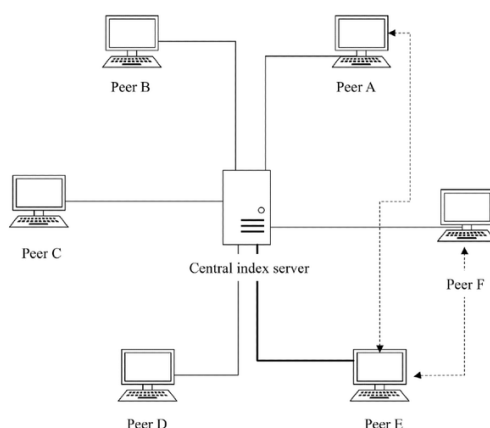 Peer B
Peer A
Peer C
Central index server
Peer F
Peer D
Peer E